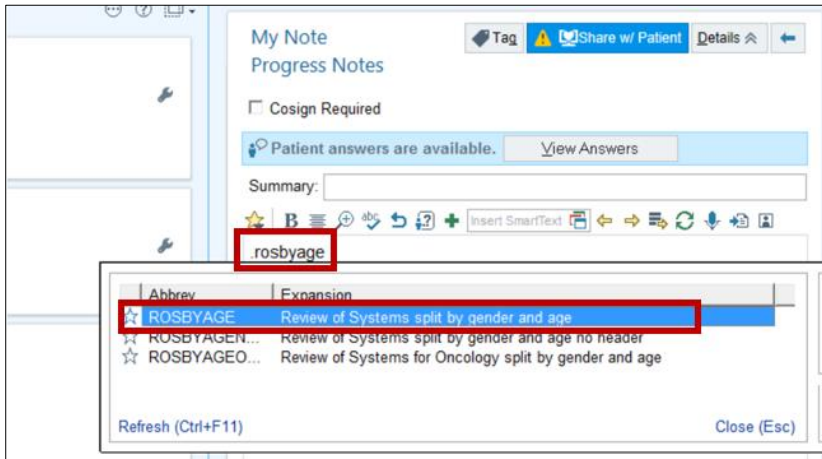 My Note
Tag
Share w/ Patient
Details
Progress Notes
Cosign Required
Patient answers are available.
View Answers
Summary:
B
abc
Insert SmartText
.rosbyage
Abbrev Expansion
ROSBYAGE Review of Systems split by gender and age
ROSBYAGEN... Review of Systems split by gender and age no header
ROSBYAGEO... Review of Systems for Oncology split by gender and age
Refresh (Ctrl+F11) Close (Esc)